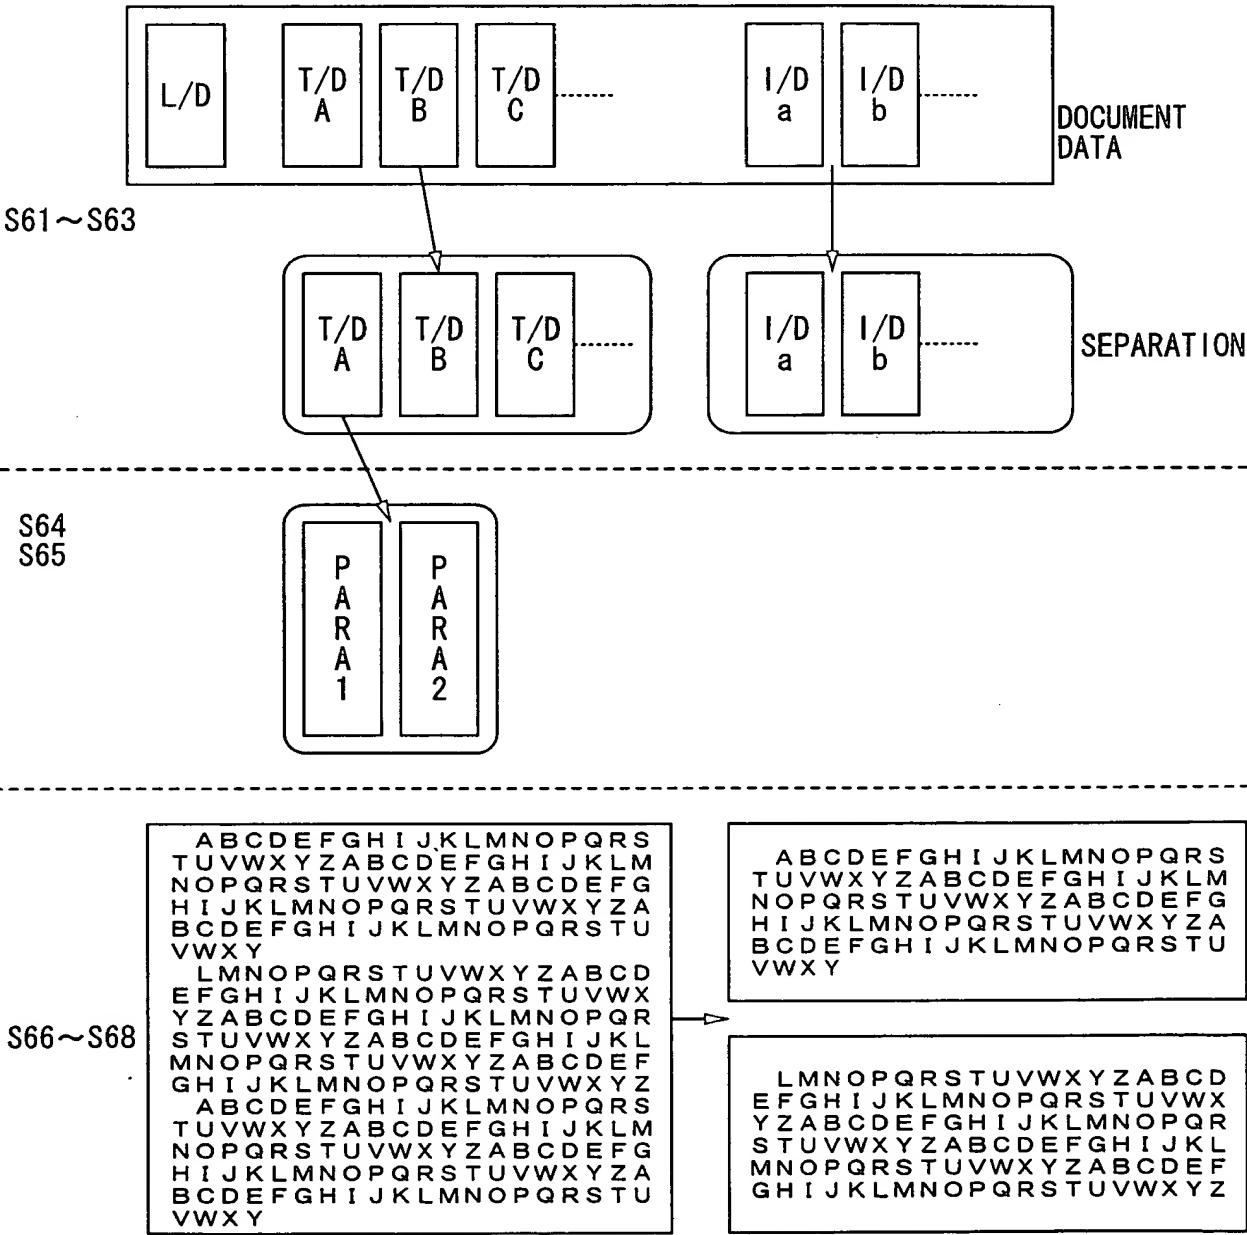 L/D
T/D
A
T/D
B
T/D
C
I/D
a
I/D
b
DOCUMENT
DATA
S61～S63
T/D
A
T/D
B
T/D
C
I/D
a
I/D
b
SEPARATION
S64
S65
PARA1
PARA2
S66～S68
ABCDEFGHIJKLMNOPQRS
TUVWXYZABCDEFGHIJKLM
NOPQRSTUVWXYZABCDEFG
HIJKLMNOPQRSTUVWXYZA
BCDEFGHIJKLMNOPQRSTU
VWXY
LMNOPQRSTUVWXYZABCD
EFGHIJKLMNOPQRSTUVWX
YZABCDEFGHIJKLMNOPQR
STUVWXYZABCDEFGHIJKL
MNOPQRSTUVWXYZABCDEF
GHIJKLMNOPQRSTUVWXYZ
ABCDEFGHIJKLMNOPQRS
TUVWXYZABCDEFGHIJKLM
NOPQRSTUVWXYZABCDEFG
HIJKLMNOPQRSTUVWXYZA
BCDEFGHIJKLMNOPQRSTU
VWXY
ABCDEFGHIJKLMNOPQRS
TUVWXYZABCDEFGHIJKLM
NOPQRSTUVWXYZABCDEFG
HIJKLMNOPQRSTUVWXYZA
BCDEFGHIJKLMNOPQRSTU
VWXY
LMNOPQRSTUVWXYZABCD
EFGHIJKLMNOPQRSTUVWX
YZABCDEFGHIJKLMNOPQR
STUVWXYZABCDEFGHIJKL
MNOPQRSTUVWXYZABCDEF
GHIJKLMNOPQRSTUVWXYZ